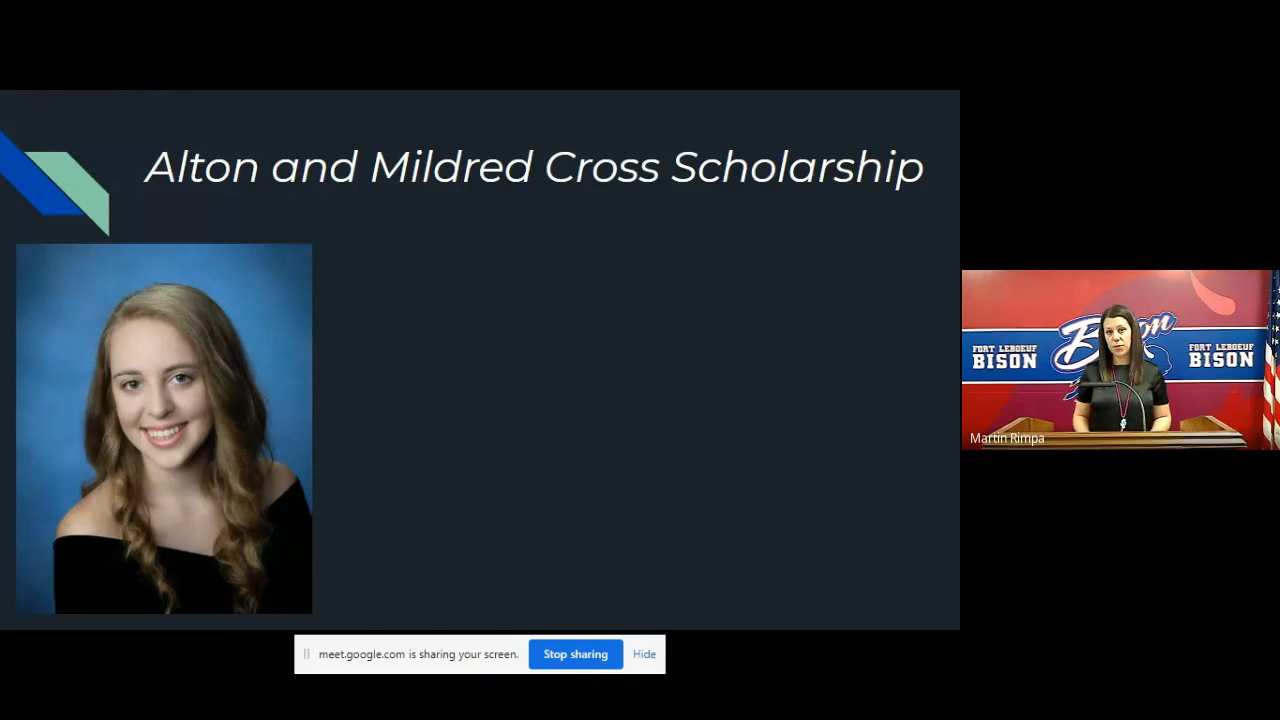 Alton and Mildred Cross Scholarship
FORT LEBOEUF
BISON
Bison
FORT LEBOEUF
BISON
Martin Rimpa
meet.google.com is sharing your screen.
Stop sharing
Hide